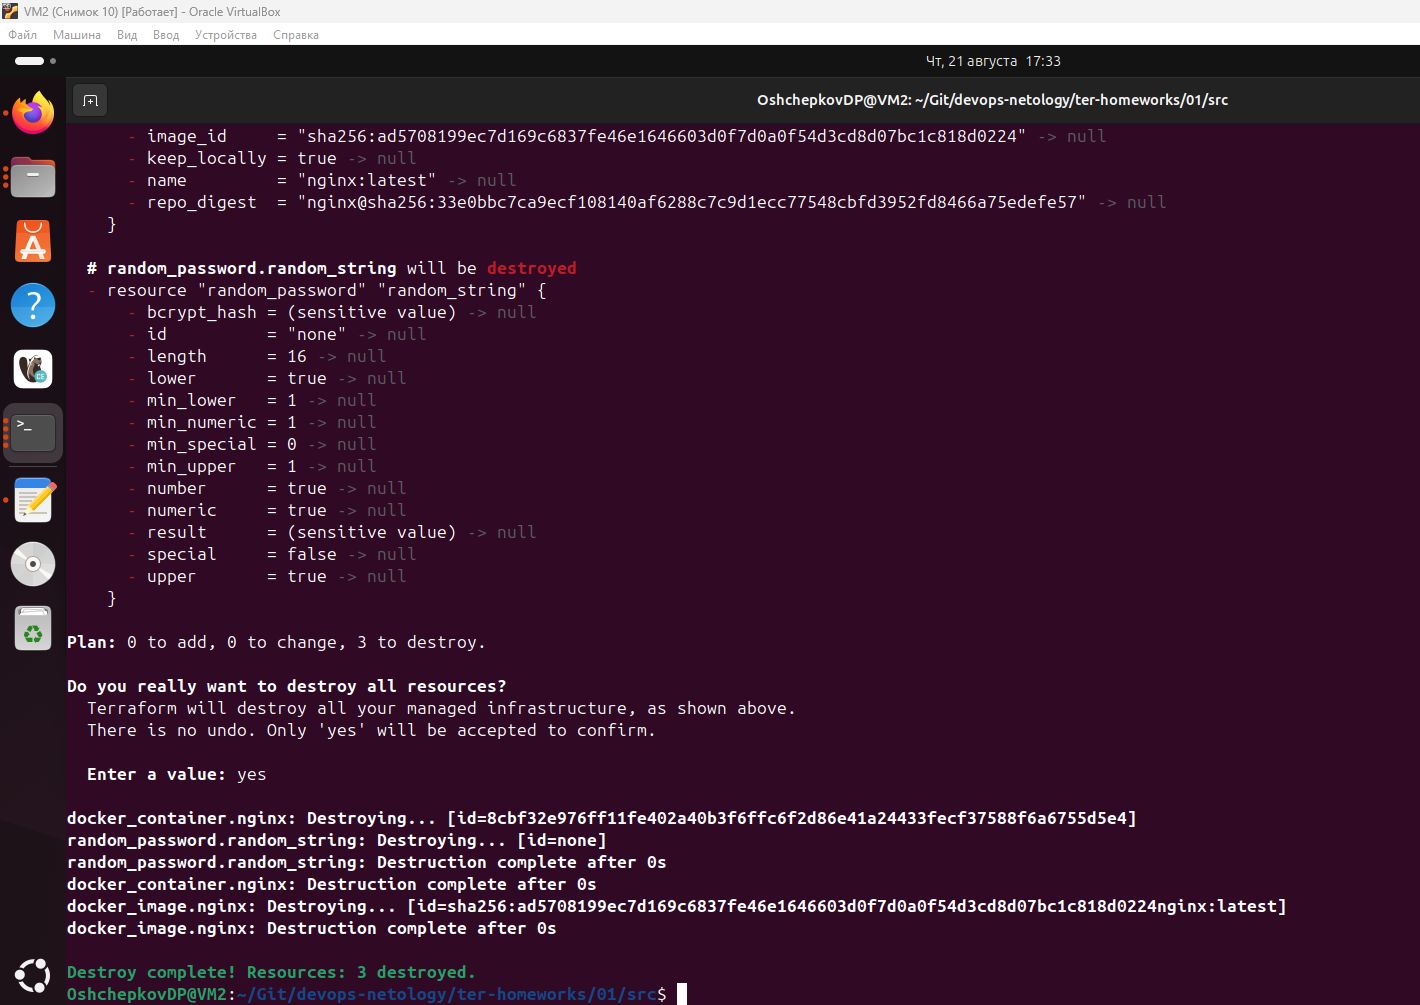 VM2 (Снимок 10) [Работает] - Oracle VirtualBox
Файл Машина Вид Ввод Устройства Справка
Чт, 21 августа 17:33
OshchepkovDP@VM2: ~/Git/devops-netology/ter-homeworks/01/src
- image_id     = "sha256:ad5708199ec7d169c6837fe46e1646603d0f7d0a0f54d3cd8d07bc1c818d0224" -> null
- keep_locally = true -> null
- name         = "nginx:latest" -> null
- repo_digest  = "nginx@sha256:33e0bbc7ca9ecf108140af6288c7c9d1ecc77548cbfd3952fd8466a75edefe57" -> null
}
# random_password.random_string will be destroyed
- resource "random_password" "random_string" {
- bcrypt_hash = (sensitive value) -> null
- id          = "none" -> null
- length      = 16 -> null
- lower       = true -> null
- min_lower   = 1 -> null
- min_numeric = 1 -> null
- min_special = 0 -> null
- min_upper   = 1 -> null
- number      = true -> null
- numeric     = true -> null
- result      = (sensitive value) -> null
- special     = false -> null
- upper       = true -> null
}
Plan: 0 to add, 0 to change, 3 to destroy.
Do you really want to destroy all resources?
Terraform will destroy all your managed infrastructure, as shown above.
There is no undo. Only 'yes' will be accepted to confirm.
Enter a value: yes
docker_container.nginx: Destroying... [id=8cbf32e976ff11fe402a40b3f6ffc6f2d86e41a24433fecf37588f6a6755d5e4]
random_password.random_string: Destroying... [id=none]
random_password.random_string: Destruction complete after 0s
docker_container.nginx: Destruction complete after 0s
docker_image.nginx: Destroying... [id=sha256:ad5708199ec7d169c6837fe46e1646603d0f7d0a0f54d3cd8d07bc1c818d0224nginx:latest]
docker_image.nginx: Destruction complete after 0s
Destroy complete! Resources: 3 destroyed.
OshchepkovDP@VM2:~/Git/devops-netology/ter-homeworks/01/src$